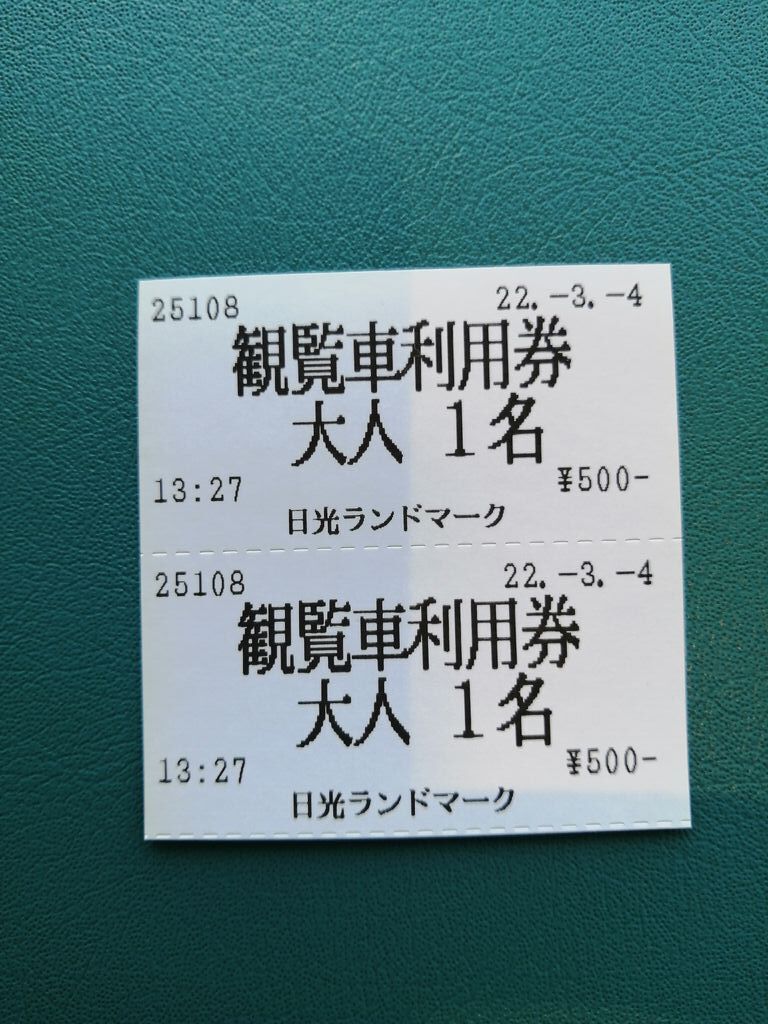 25108 22.-3.-4
観覧車利用券
大人 1名
13:27 ¥500-
日光ランドマーク
25108 22.-3.-4
観覧車利用券
大人 1名
13:27 ¥500-
日光ランドマーク